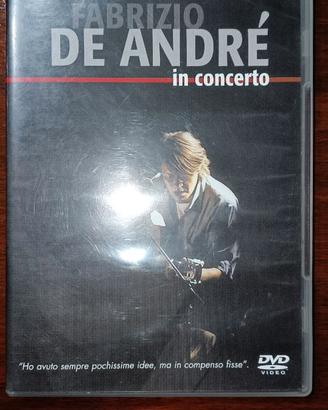 FABRIZIO
DE ANDRÉ
in concerto
"Ho avuto sempre pochissime idee, ma in compenso fisse".
DVD
VIDEO